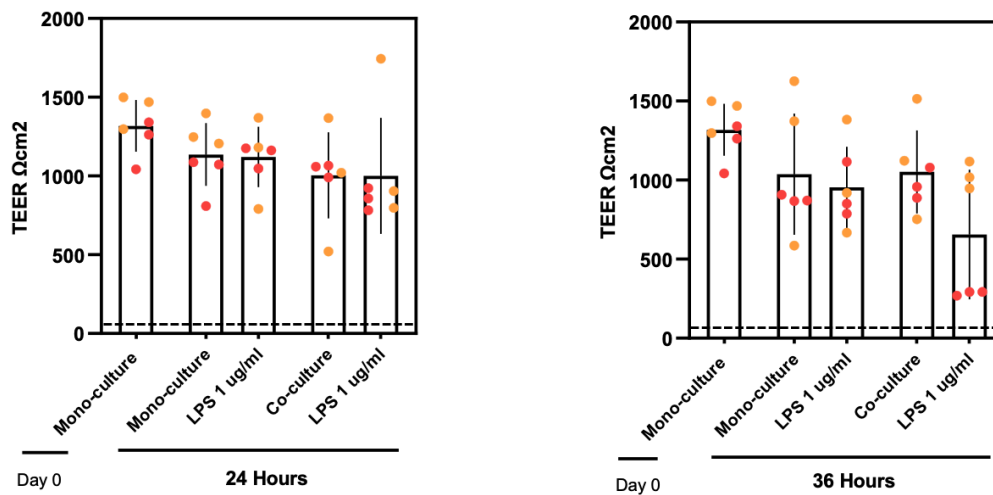 2000
1500
1000
500
0
TEER Ωcm2
Mono-culture
Mono-culture
LPS 1 ug/ml
Co-culture
LPS 1 ug/ml
Day 0
24 Hours
2000
1500
1000
500
0
TEER Ωcm2
Mono-culture
Mono-culture
LPS 1 ug/ml
Co-culture
LPS 1 ug/ml
Day 0
36 Hours